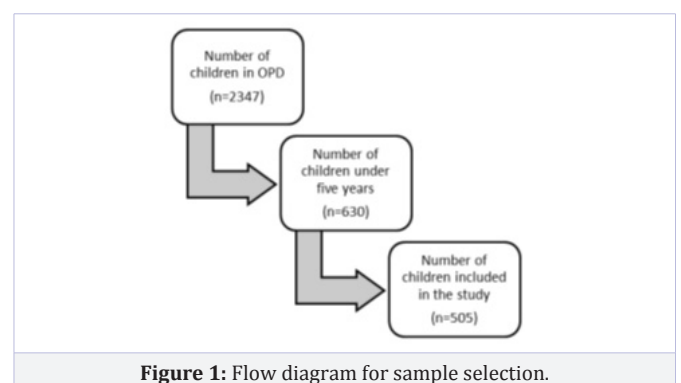 Number of
children in OPD
(n=2347)
Number of
children under
five years
(n=630)
Number of
children included
in the study
(n=505)
Figure 1: Flow diagram for sample selection.